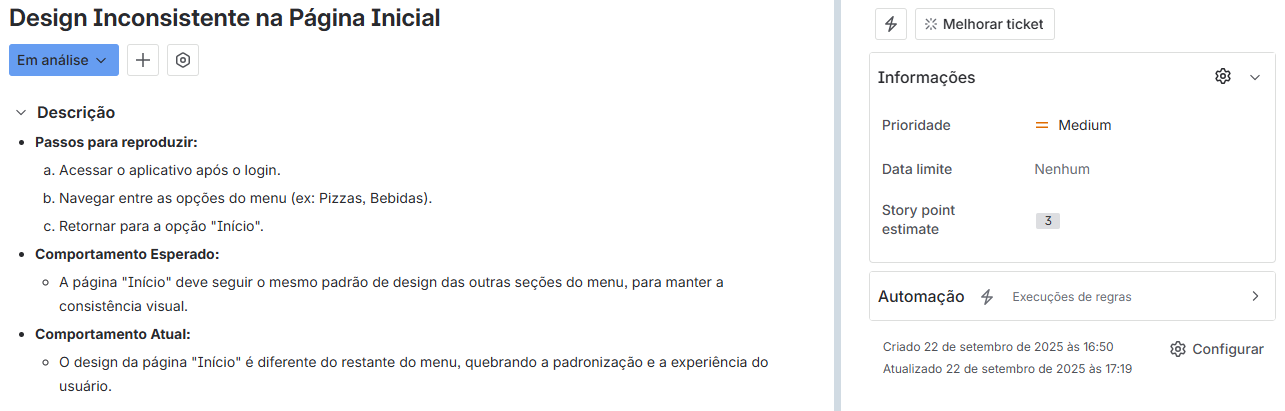 Design Inconsistente na Página Inicial
Em análise
Descrição
Passos para reproduzir:
a. Acessar o aplicativo após o login.
b. Navegar entre as opções do menu (ex: Pizzas, Bebidas).
c. Retornar para a opção "Início".
Comportamento Esperado:
A página "Início" deve seguir o mesmo padrão de design das outras seções do menu, para manter a
consistência visual.
Comportamento Atual:
O design da página "Início" é diferente do restante do menu, quebrando a padronização e a experiência do
usuário.
Melhorar ticket
Informações
Prioridade Medium
Data limite Nenhum
Story point
estimate 3
Automação Execuções de regras
Criado 22 de setembro de 2025 às 16:50
Configurar
Atualizado 22 de setembro de 2025 às 17:19